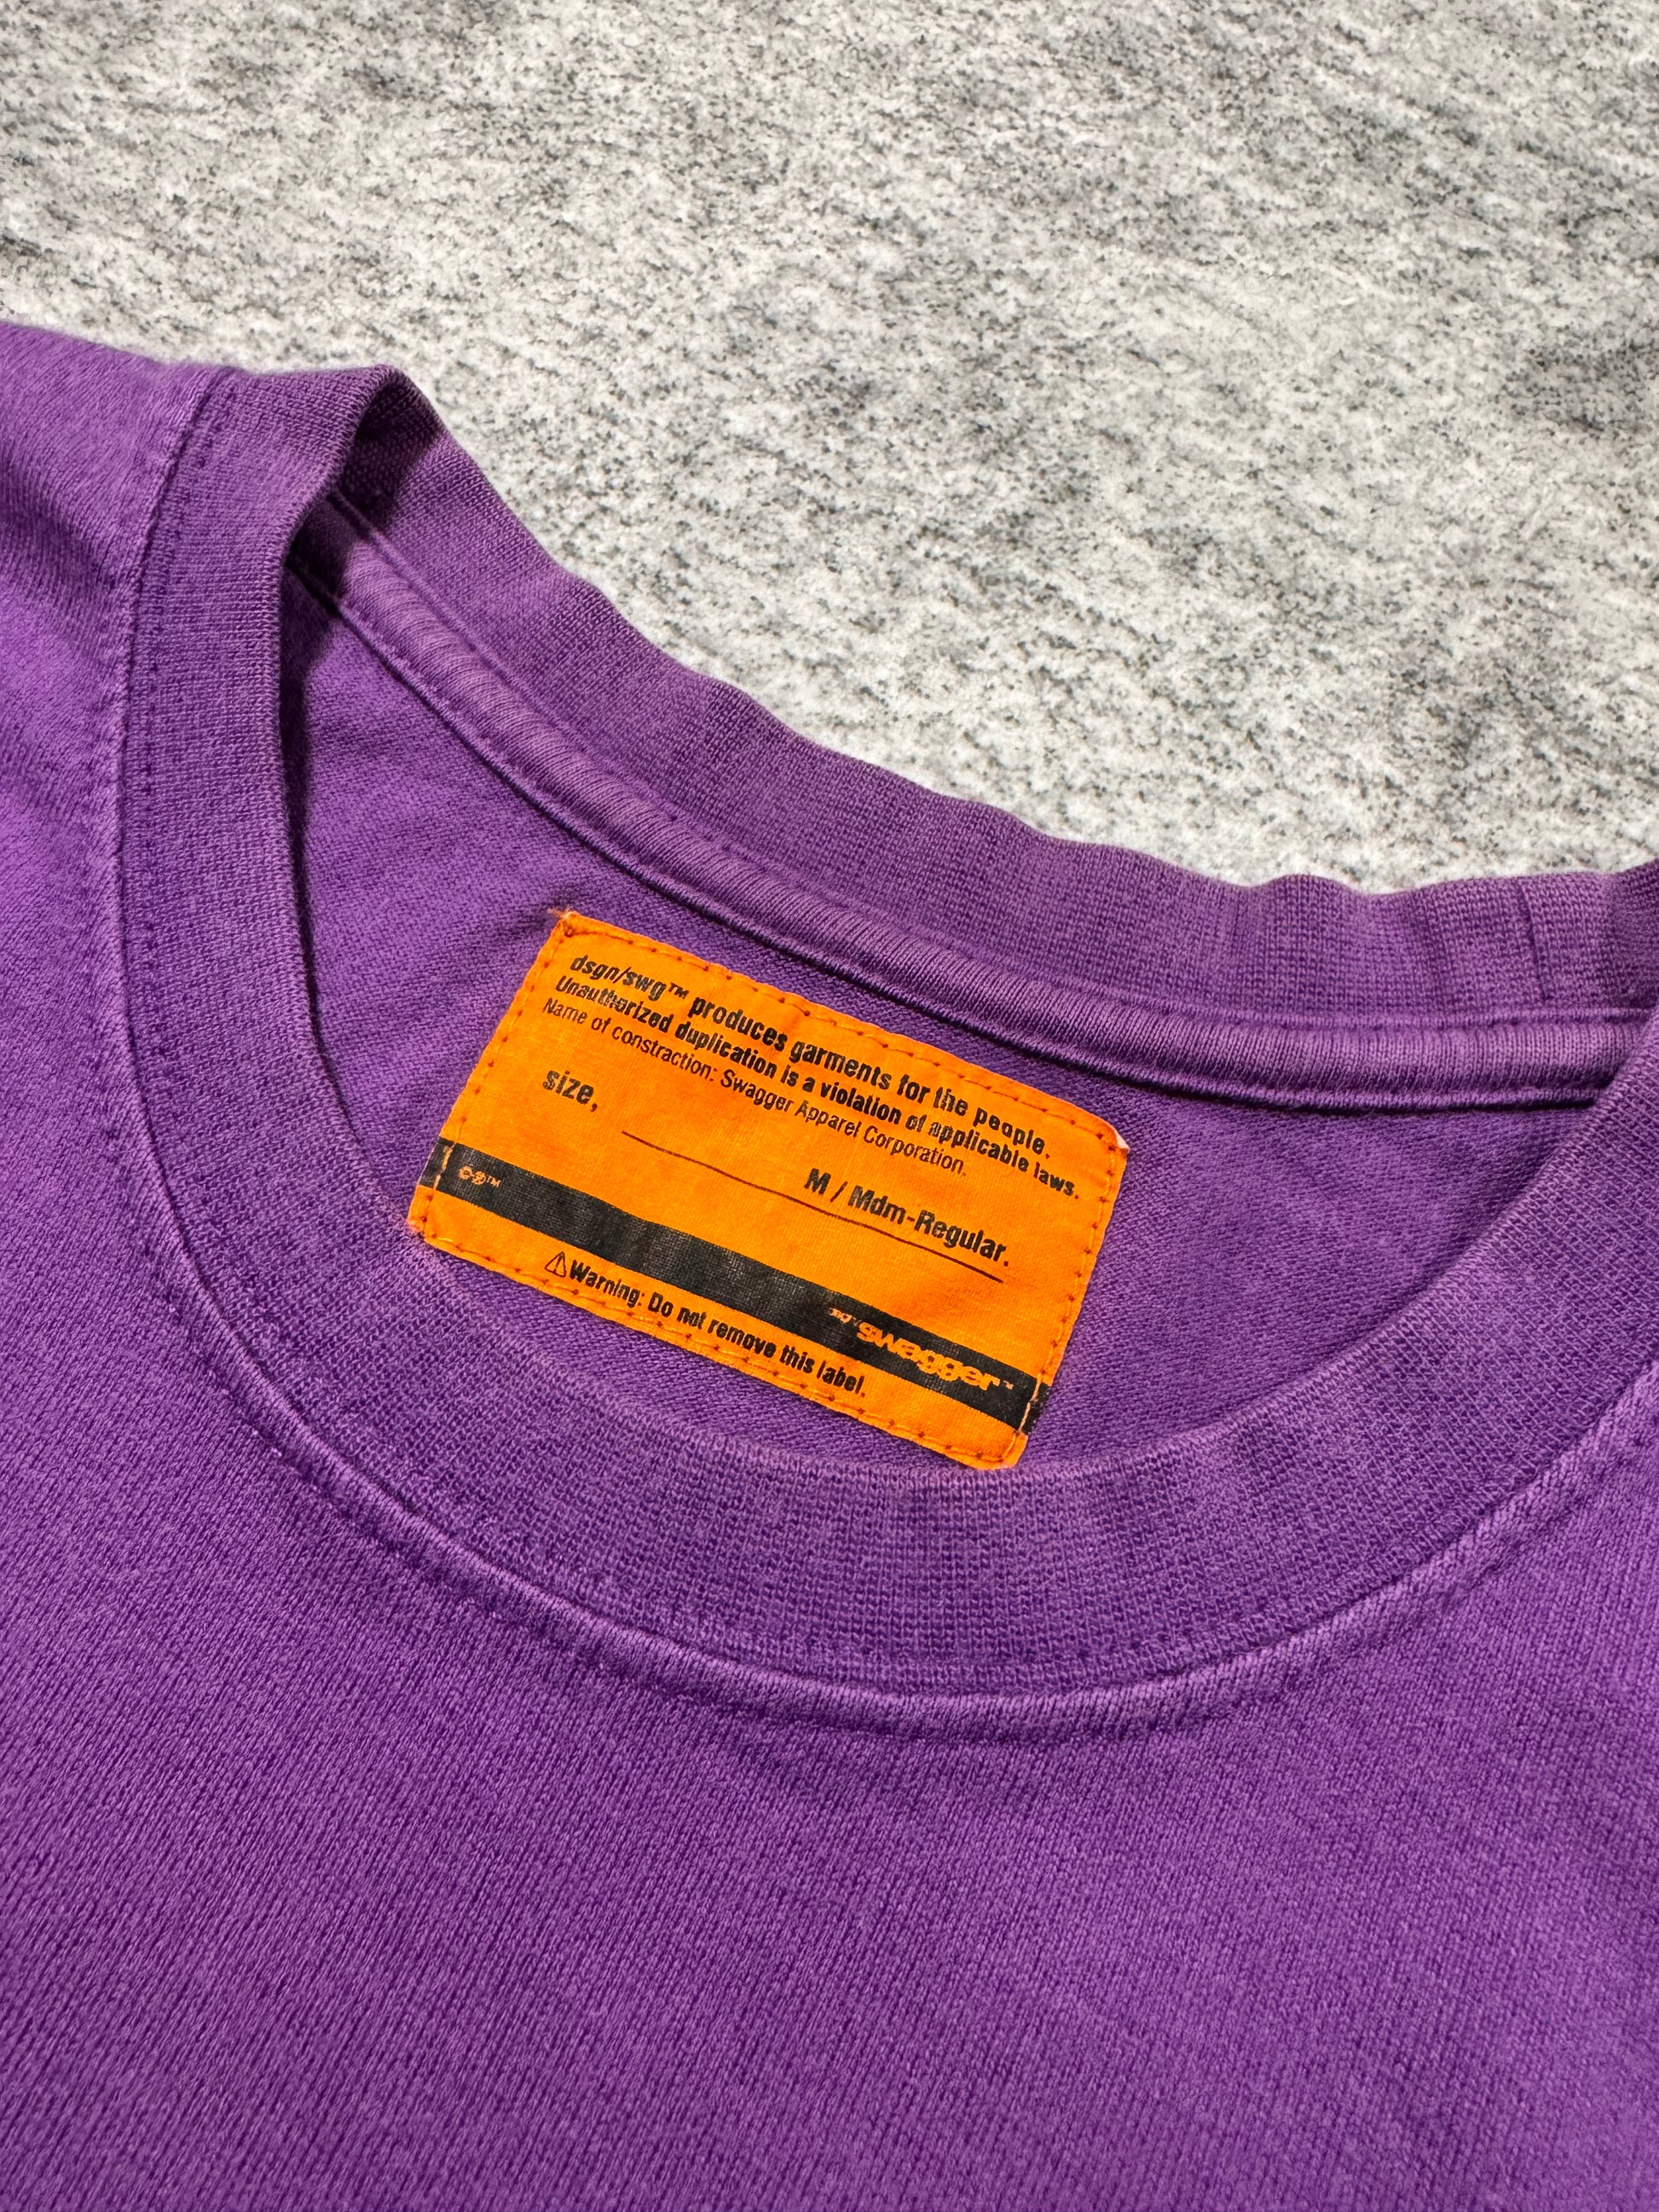 dsgn/swg™ produces garments for the people.
Unauthorized duplication is a violation of applicable laws.
Name of constraction: Swagger Apparel Corporation.
size,
M / Mdm-Regular.
©®™
swagger™
⚠Warning: Do not remove this label.